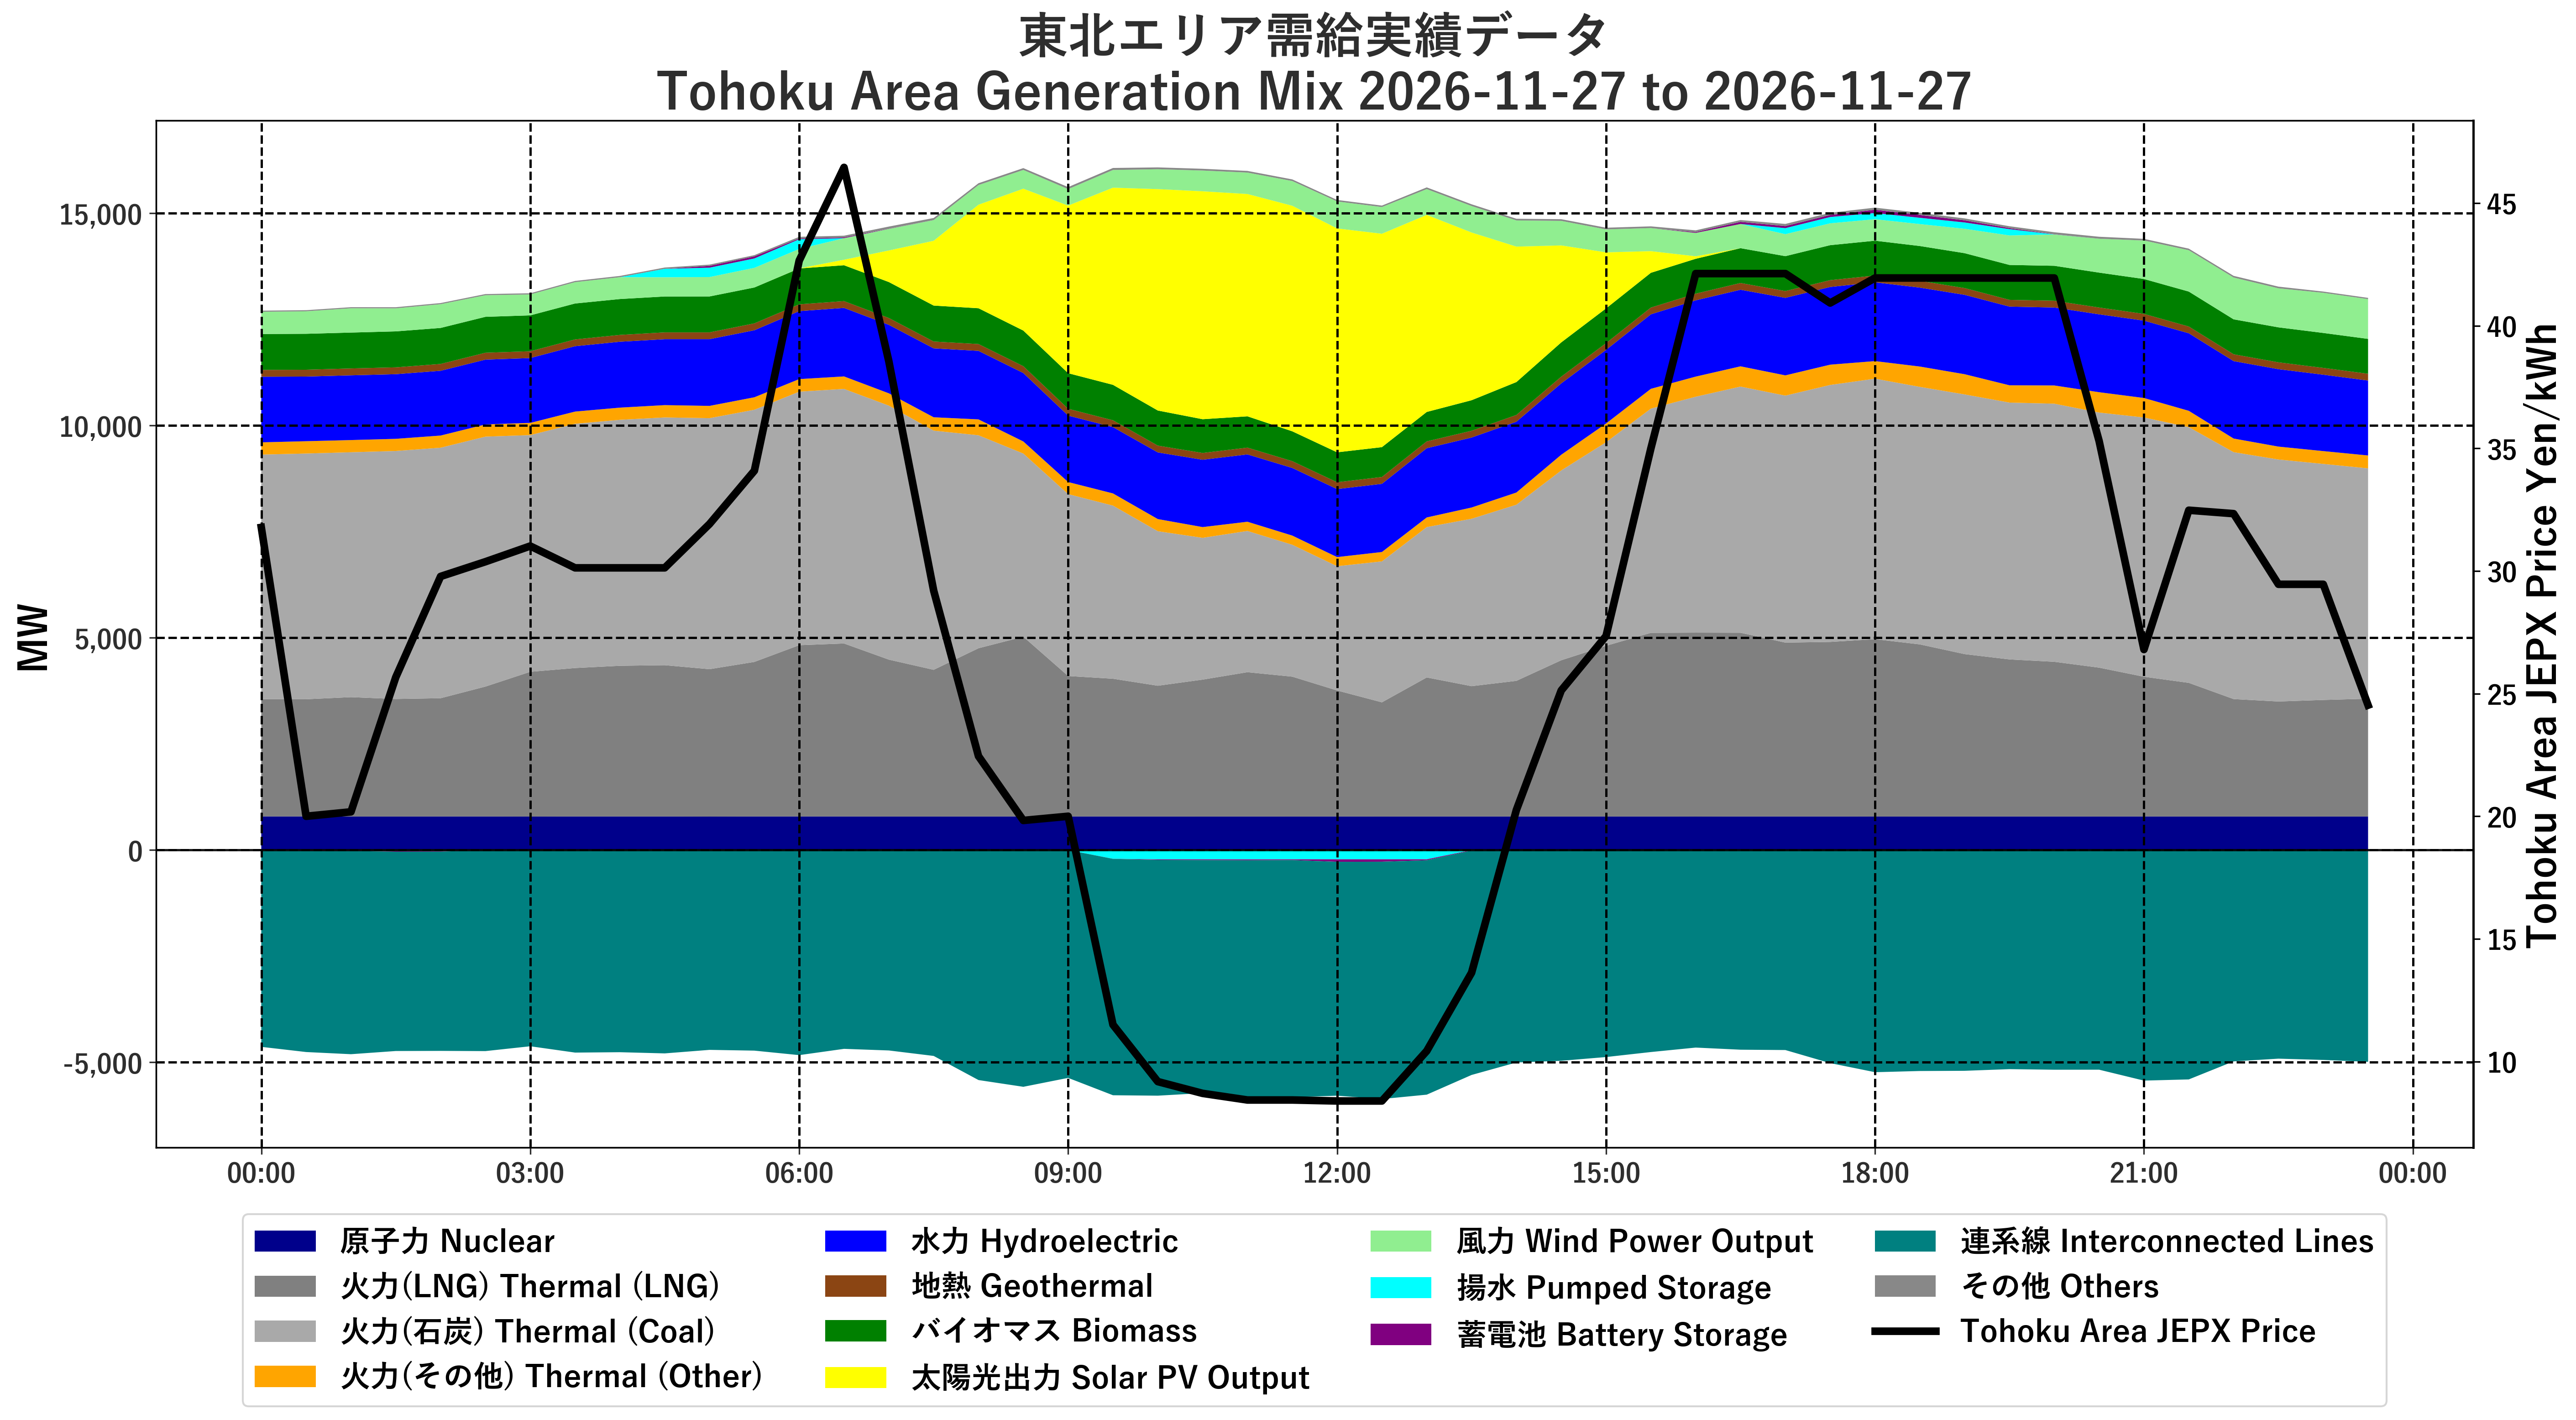 東北エリア需給実績データ
Tohoku Area Generation Mix 2026-11-27 to 2026-11-27
MW
15,000
10,000
5,000
0
-5,000
45
40
35
30
25
20
15
10
Tohoku Area JEPX Price Yen/kWh
00:00 03:00 06:00 09:00 12:00 15:00 18:00 21:00 00:00
原子力 Nuclear
火力(LNG) Thermal (LNG)
火力(石炭) Thermal (Coal)
火力(その他) Thermal (Other)
水力 Hydroelectric
地熱 Geothermal
バイオマス Biomass
太陽光出力 Solar PV Output
風力 Wind Power Output
揚水 Pumped Storage
蓄電池 Battery Storage
連系線 Interconnected Lines
その他 Others
Tohoku Area JEPX Price